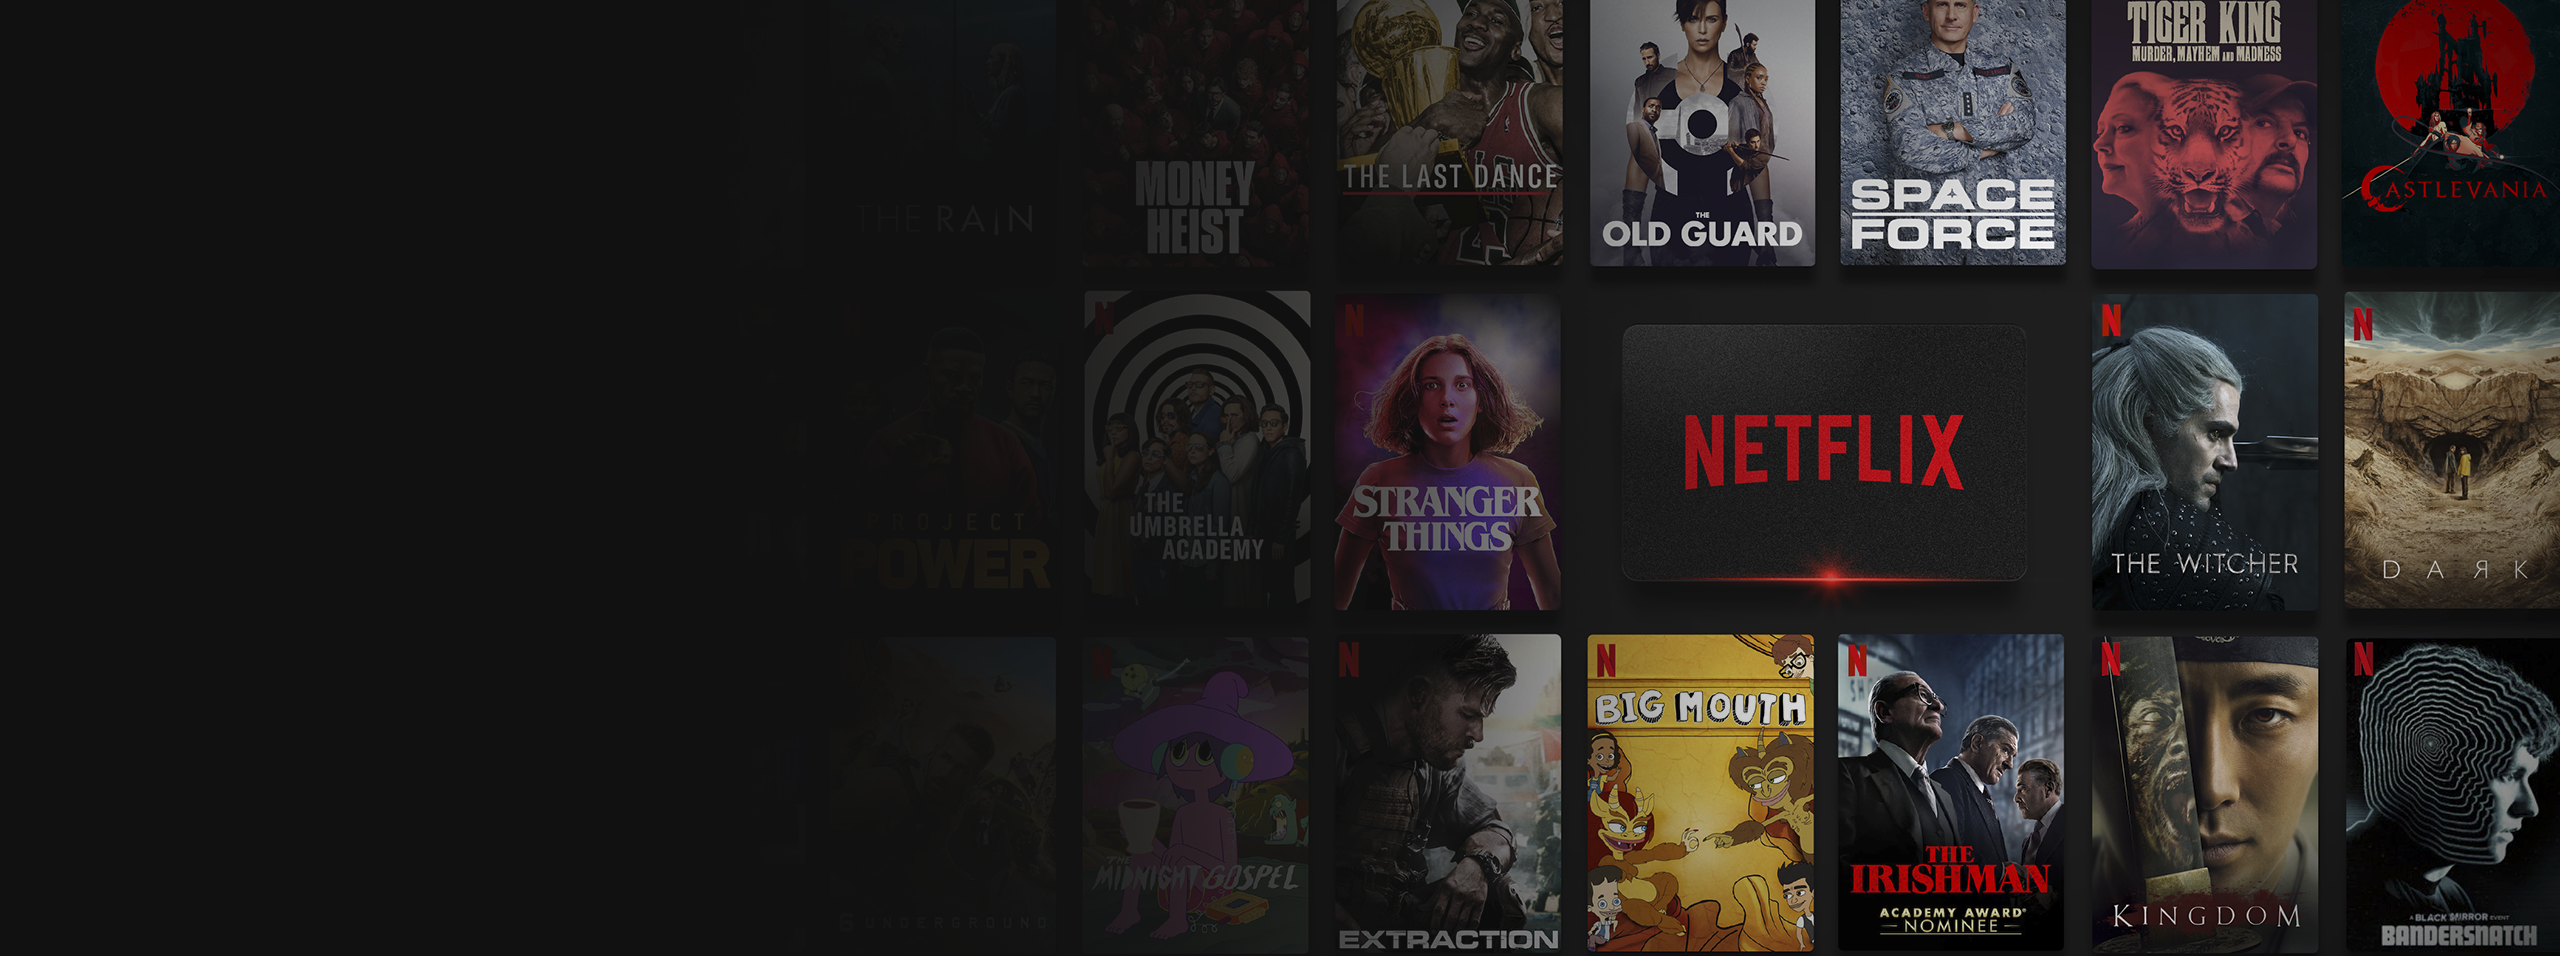 THE RAIN
MONEY
HEIST
THE LAST DANCE
THE
OLD GUARD
SPACE
FORCE
TIGER KING
MURDER, MAYHEM AND MADNESS
CASTLEVANIA
PROJECT
POWER
N
THE
UMBRELLA
ACADEMY
N
STRANGER
THINGS
NETFLIX
N
THE WITCHER
N
DAЯK
6 UNDERGROUND
N
THE
MIDNIGHT GOSPEL
N
EXTRACTION
N
BIG MOUTH
N
THE
IRISHMAN
ACADEMY AWARD®
NOMINEE
N
KINGDOM
N
A BLACK MIRROR EVENT
BANDERSNATCH